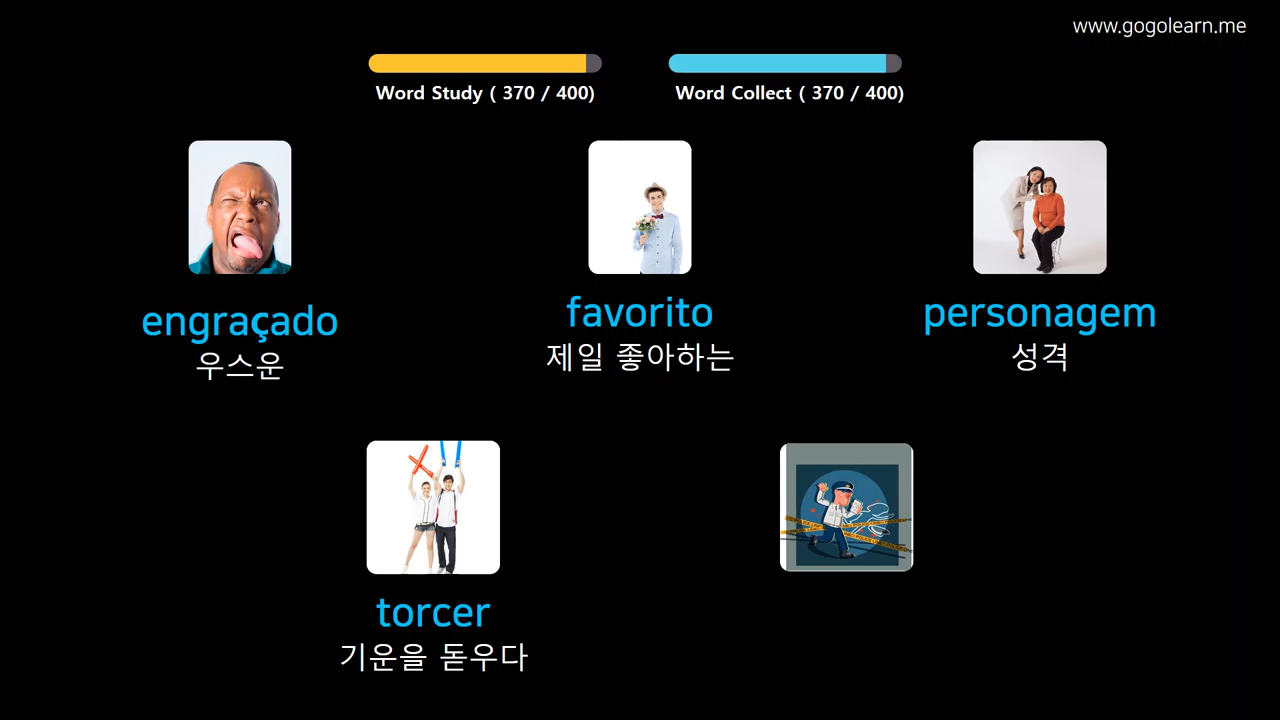 www.gogolearn.me
Word Study ( 370 / 400)
Word Collect ( 370 / 400)
engraçado
우스운
favorito
제일 좋아하는
personagem
성격
torcer
기운을 돋우다